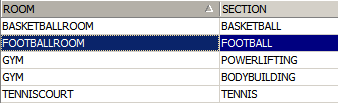 ROOM SECTION
BASKETBALLROOM BASKETBALL
FOOTBALLROOM FOOTBALL
GYM POWERLIFTING
GYM BODYBUILDING
TENNISCOURT TENNIS